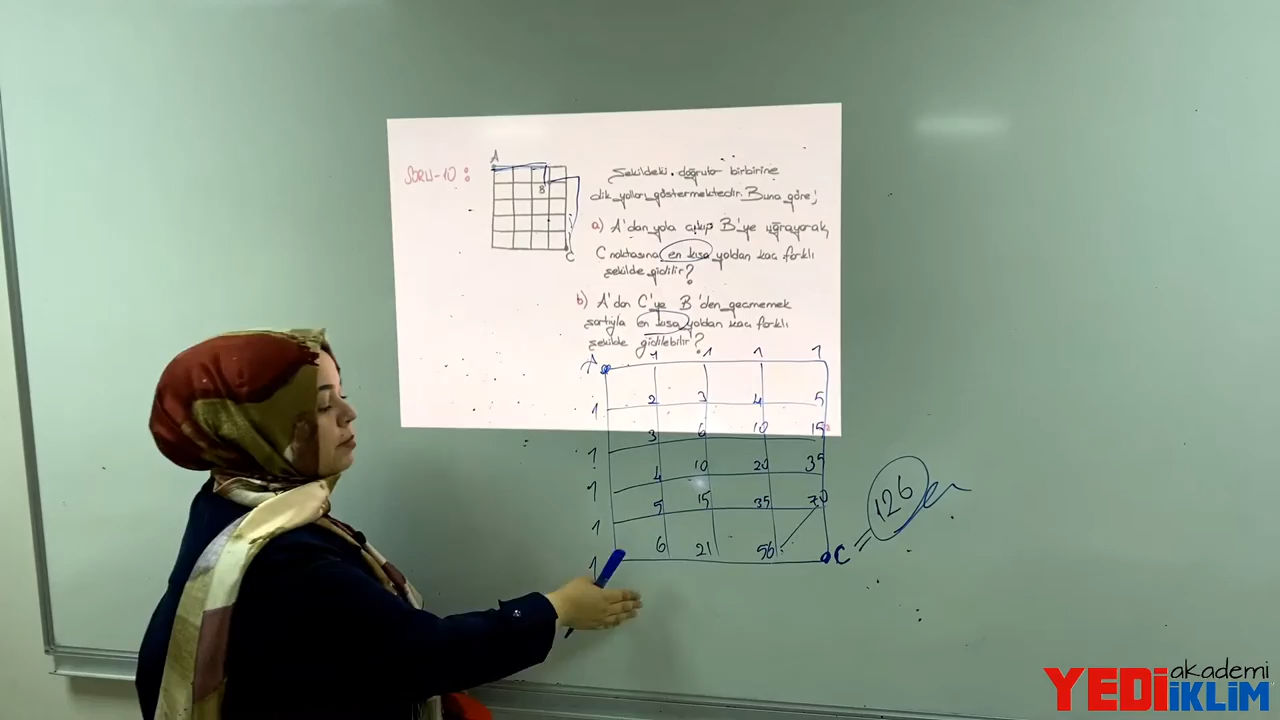 SORU-10:
A
B
C
Şekildeki doğrular birbirine
dik yolları göstermektedir. Buna göre;
a) A'dan yola çıkıp B'ye uğrayarak,
C noktasına en kısa yoldan kaç farklı
şekilde gidilir?
b) A'dan C'ye B'den geçmemek
şartıyla en kısa yoldan kaç farklı
şekilde gidilebilir?
A 1 1 1 1
1 2 3 4 5
1 3 6 10 15
1 4 10 20 35
1 5 15 35 70
1 6 21 56 C = 126
YEDİ akademi
İKLİM